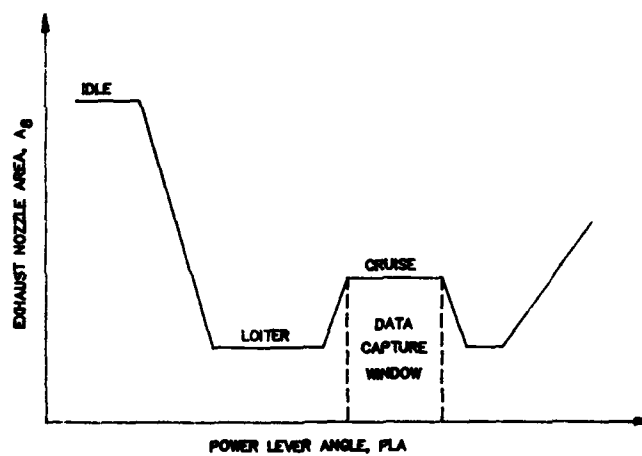 IDLE
EXHAUST NOZZLE AREA, A8
CRUISE
LOITER
DATA
CAPTURE
WINDOW
POWER LEVER ANGLE, PLA